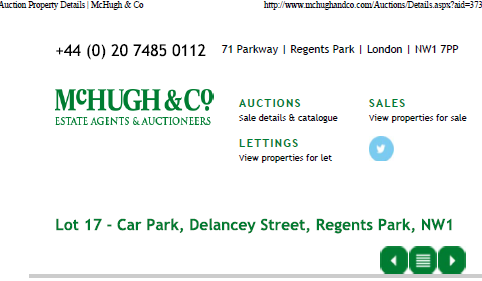 Auction Property Details | McHugh & Co http://www.mchughandco.com/Auctions/Details.aspx?aid=373
+44 (0) 20 7485 0112 71 Parkway | Regents Park | London | NW1 7PP
McHUGH & Co
ESTATE AGENTS & AUCTIONEERS
AUCTIONS
Sale details & catalogue
SALES
View properties for sale
LETTINGS
View properties for let
Lot 17 - Car Park, Delancey Street, Regents Park, NW1